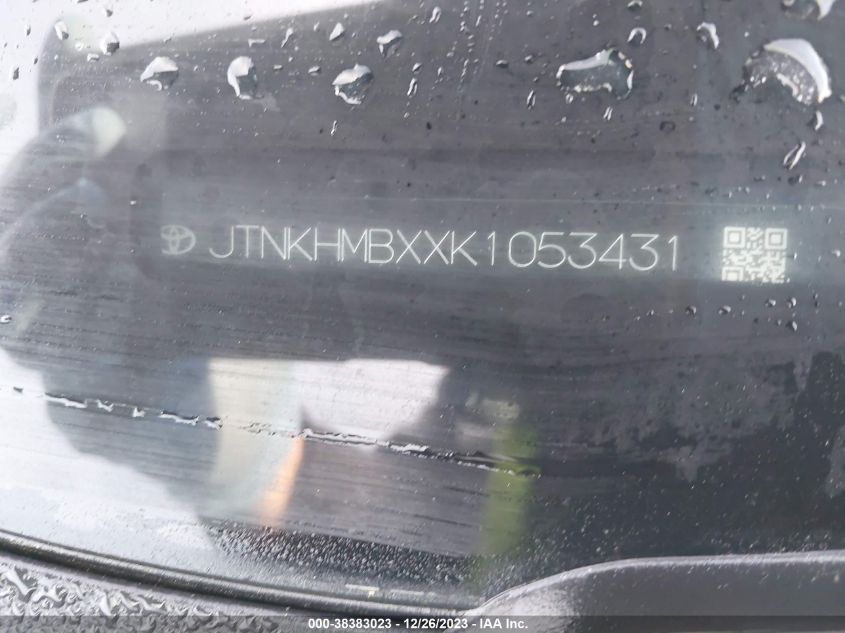 JTNKHMBXXK1053431
000-38383023 - 12/26/2023 - IAA Inc.